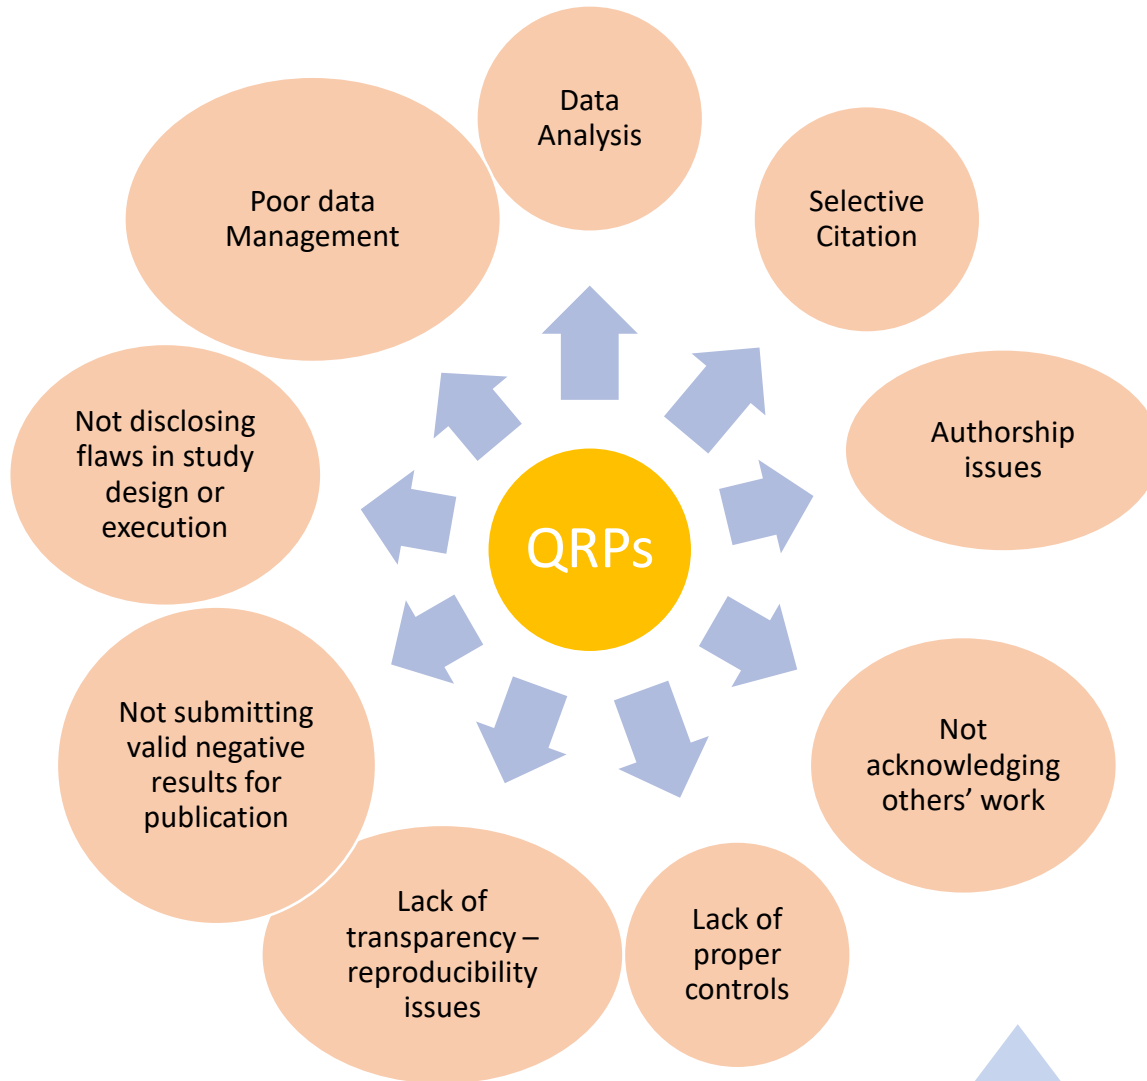 Data
Analysis
Selective
Citation
Authorship
issues
Not
acknowledging
others’ work
Lack of
proper
controls
Lack of
transparency –
reproducibility
issues
Not submitting
valid negative
results for
publication
Not disclosing
flaws in study
design or
execution
Poor data
Management
QRPs